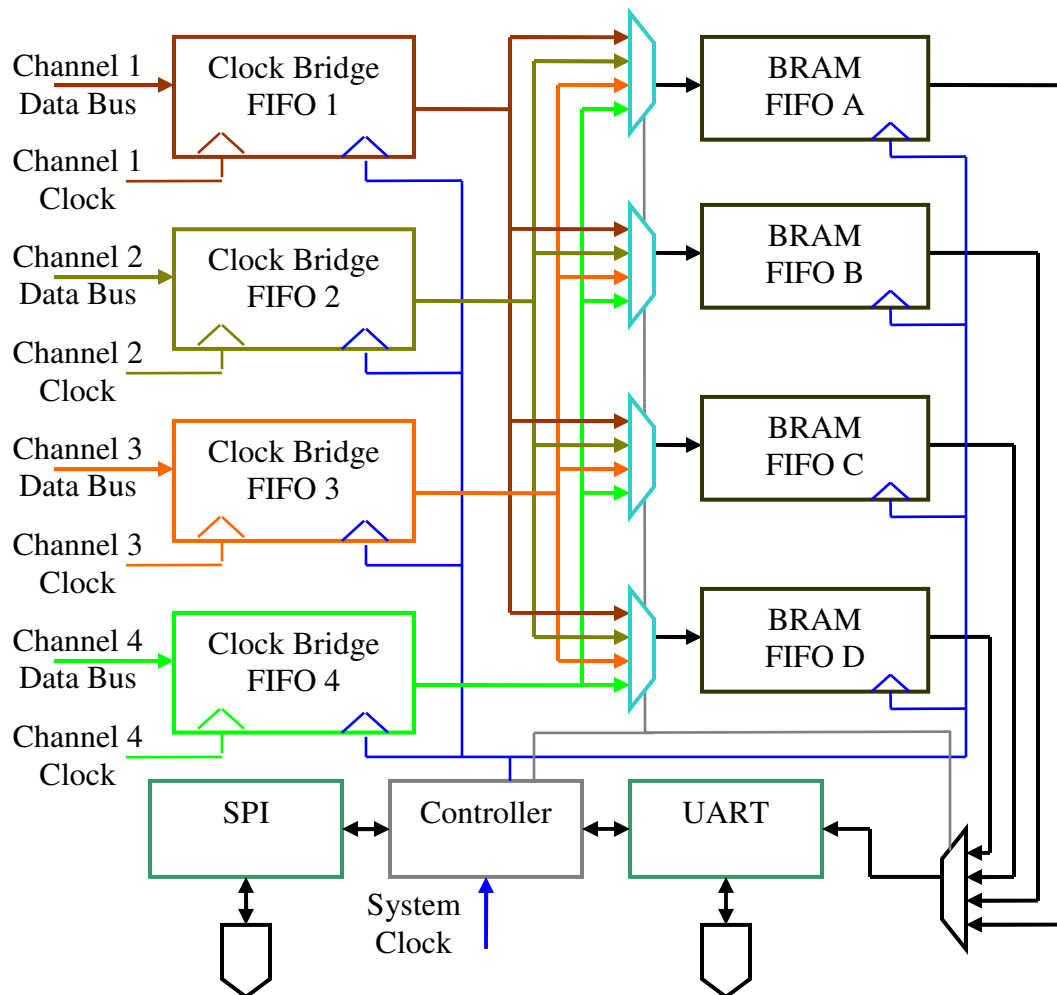 Channel 1
Data Bus
Clock Bridge
FIFO 1
BRAM
FIFO A
Channel 1
Clock
Channel 2
Data Bus
Clock Bridge
FIFO 2
BRAM
FIFO B
Channel 2
Clock
Channel 3
Data Bus
Clock Bridge
FIFO 3
BRAM
FIFO C
Channel 3
Clock
Channel 4
Data Bus
Clock Bridge
FIFO 4
BRAM
FIFO D
Channel 4
Clock
SPI
Controller
UART
System
Clock